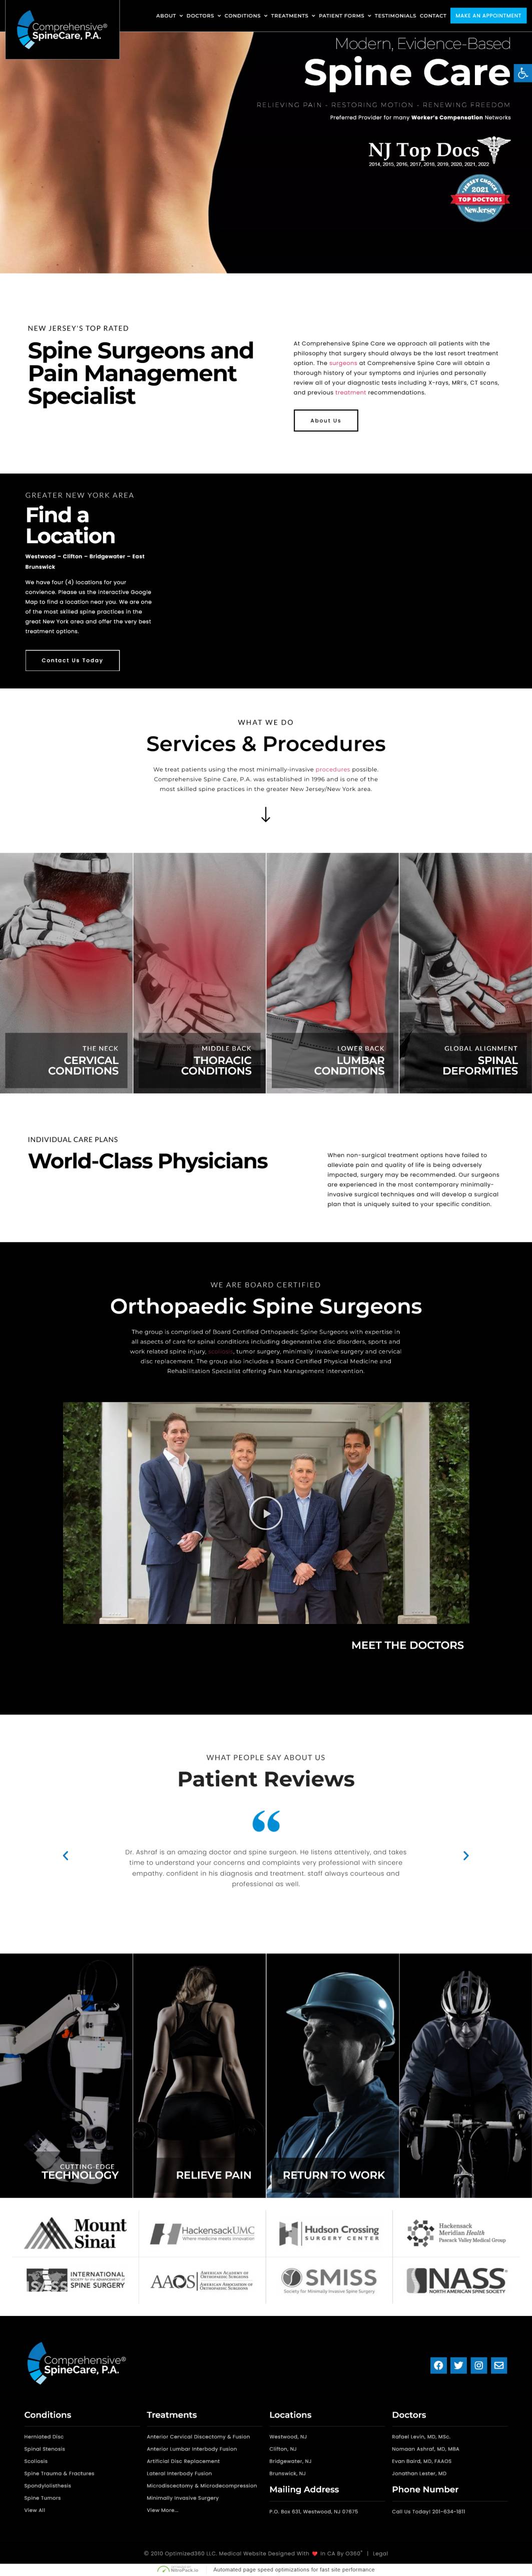 Comprehensive®
SpineCare, P.A.
ABOUT DOCTORS CONDITIONS TREATMENTS PATIENT FORMS TESTIMONIALS CONTACT MAKE AN APPOINTMENT
Modern, Evidence-Based
Spine Care
RELIEVING PAIN - RESTORING MOTION - RENEWING FREEDOM
Preferred Provider for many Worker's Compensation Networks
NJ Top Docs
2014, 2015, 2016, 2017, 2018, 2019, 2020, 2021, 2022
JERSEY CHOICE
2021
TOP DOCTORS
NewJersey
NEW JERSEY'S TOP RATED
Spine Surgeons and
Pain Management
Specialist
At Comprehensive Spine Care we approach all patients with the
philosophy that surgery should always be the last resort treatment
option. The surgeons at Comprehensive Spine Care will obtain a
thorough history of your symptoms and injuries and personally
review all of your diagnostic tests including X-rays, MRI's, CT scans,
and previous treatment recommendations.
About Us
GREATER NEW YORK AREA
Find a
Location
Westwood – Clifton – Bridgewater – East
Brunswick
We have four (4) locations for your
convience. Please us the interactive Google
Map to find a location near you. We are one
of the most skilled spine practices in the
great New York area and offer the very best
treatment options.
Contact Us Today
WHAT WE DO
Services & Procedures
We treat patients using the most minimally-invasive procedures possible.
Comprehensive Spine Care, P.A. was established in 1996 and is one of the
most skilled spine practices in the greater New Jersey/New York area.
THE NECK
CERVICAL
CONDITIONS
MIDDLE BACK
THORACIC
CONDITIONS
LOWER BACK
LUMBAR
CONDITIONS
GLOBAL ALIGNMENT
SPINAL
DEFORMITIES
INDIVIDUAL CARE PLANS
World-Class Physicians
When non-surgical treatment options have failed to
alleviate pain and quality of life is being adversely
impacted, surgery may be recommended. Our surgeons
are experienced in the most contemporary minimally-
invasive surgical techniques and will develop a surgical
plan that is uniquely suited to your specific condition.
WE ARE BOARD CERTIFIED
Orthopaedic Spine Surgeons
The group is comprised of Board Certified Orthopaedic Spine Surgeons with expertise in
all aspects of care for spinal conditions including degenerative disc disorders, sports and
work related spine injury, scoliosis, tumor surgery, minimally invasive surgery and cervical
disc replacement. The group also includes a Board Certified Physical Medicine and
Rehabilitation Specialist offering Pain Management intervention.
MEET THE DOCTORS
WHAT PEOPLE SAY ABOUT US
Patient Reviews
Dr. Ashraf is an amazing doctor and spine surgeon. He listens attentively, and takes
time to understand your concerns and complaints very professional with sincere
empathy. confident in his diagnosis and treatment. staff always courteous and
professional as well.
CUTTING-EDGE
TECHNOLOGY
RELIEVE PAIN
RETURN TO WORK
Mount
Sinai
HackensackUMC
Where medicine meets innovation
Hudson Crossing
SURGERY CENTER
Hackensack
Meridian Health
Pascack Valley Medical Group
ISASS
INTERNATIONAL
SOCIETY for the ADVANCEMENT of
SPINE SURGERY
AAOS
AMERICAN ACADEMY OF
ORTHOPAEDIC SURGEONS
AMERICAN ASSOCIATION OF
ORTHOPAEDIC SURGEONS
SMISS
Society for Minimally Invasive Spine Surgery
NASS
NORTH AMERICAN SPINE SOCIETY
Comprehensive®
SpineCare, P.A.
Conditions
Herniated Disc
Spinal Stenosis
Scoliosis
Spine Trauma & Fractures
Spondylolisthesis
Spine Tumors
View All
Treatments
Anterior Cervical Discectomy & Fusion
Anterior Lumbar Interbody Fusion
Artificial Disc Replacement
Lateral Interbody Fusion
Microdiscectomy & Microdecompression
Minimally Invasive Surgery
View More...
Locations
Westwood, NJ
Clifton, NJ
Bridgewater, NJ
Brunswick, NJ
Mailing Address
P.O. Box 631, Westwood, NJ 07675
Doctors
Rafael Levin, MD, MSc.
Nomaan Ashraf, MD, MBA
Evan Baird, MD, FAAOS
Jonathan Lester, MD
Phone Number
Call Us Today! 201-634-1811
© 2010 Optimized360 LLC. Medical Website Designed With in CA By O360® | Legal
NitroPack.io Automated page speed optimizations for fast site performance